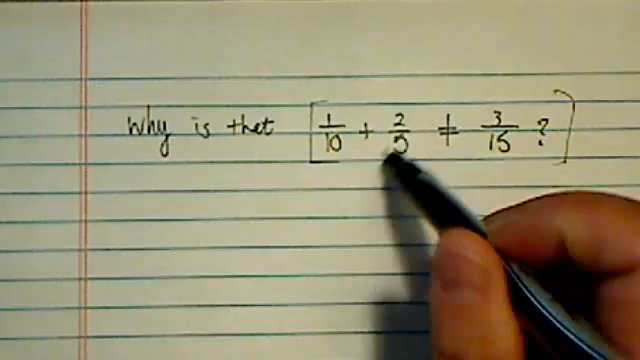 Why is that [1/10 + 2/5 ≠ 3/15 ?]